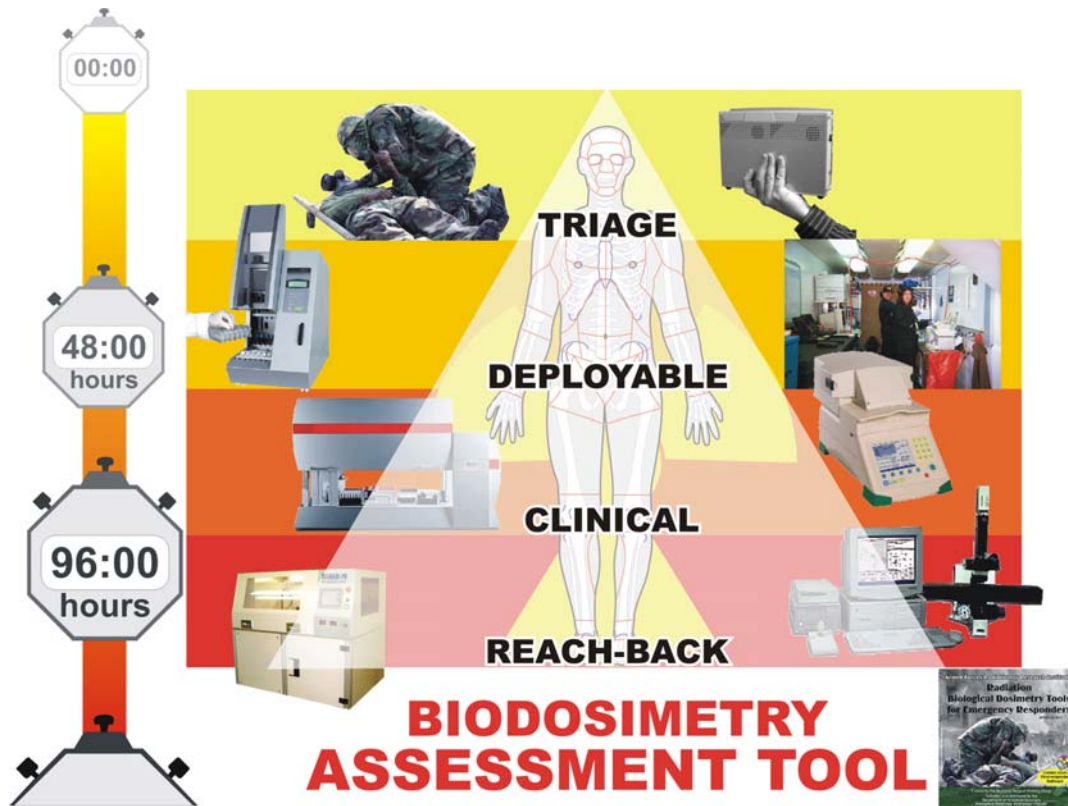 00:00
TRIAGE
48:00
hours
DEPLOYABLE
CLINICAL
96:00
hours
REACH-BACK
BIODOSIMETRY
ASSESSMENT TOOL
Radiation
Biological Dosimetry Tools
for Emergency Responders